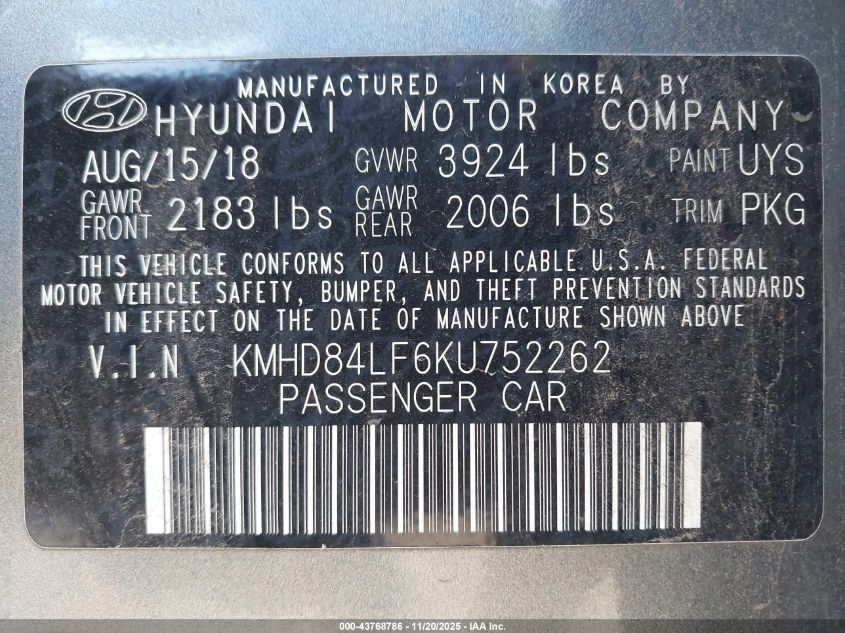 MANUFACTURED IN KOREA BY
HYUNDAI MOTOR COMPANY
AUG/15/18 GVWR 3924 lbs PAINT UYS
GAWR FRONT 2183 lbs GAWR REAR 2006 lbs TRIM PKG
THIS VEHICLE CONFORMS TO ALL APPLICABLE U.S.A. FEDERAL
MOTOR VEHICLE SAFETY, BUMPER, AND THEFT PREVENTION STANDARDS
IN EFFECT ON THE DATE OF MANUFACTURE SHOWN ABOVE.
V.I.N KMHD84LF6KU752262
PASSENGER CAR
000-43768786 - 11/20/2025 - IAA Inc.